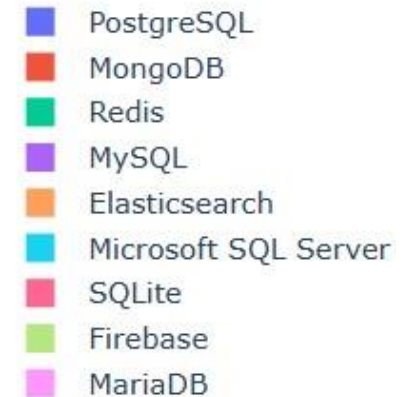 PostgreSQL
MongoDB
Redis
MySQL
Elasticsearch
Microsoft SQL Server
SQLite
Firebase
MariaDB